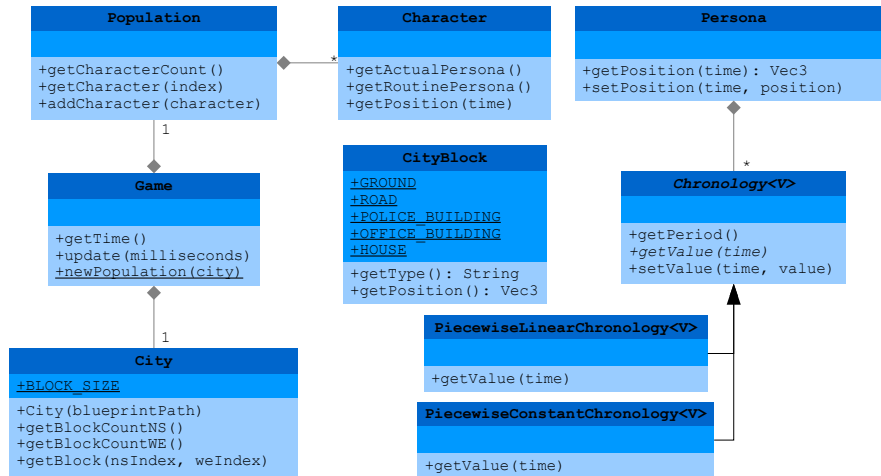 Population
+getCharacterCount()
+getCharacter(index)
+addCharacter(character)
*
Character
+getActualPersona()
+getRoutinePersona()
+getPosition(time)
Persona
+getPosition(time): Vec3
+setPosition(time, position)
1
Game
+getTime()
+update(milliseconds)
+newPopulation(city)
CityBlock
+GROUND
+ROAD
+POLICE_BUILDING
+OFFICE_BUILDING
+HOUSE
+getType(): String
+getPosition(): Vec3
*
Chronology<V>
+getPeriod()
+getValue(time)
+setValue(time, value)
1
City
+BLOCK_SIZE
+City(blueprintPath)
+getBlockCountNS()
+getBlockCountWE()
+getBlock(nsIndex, weIndex)
PiecewiseLinearChronology<V>
+getValue(time)
PiecewiseConstantChronology<V>
+getValue(time)